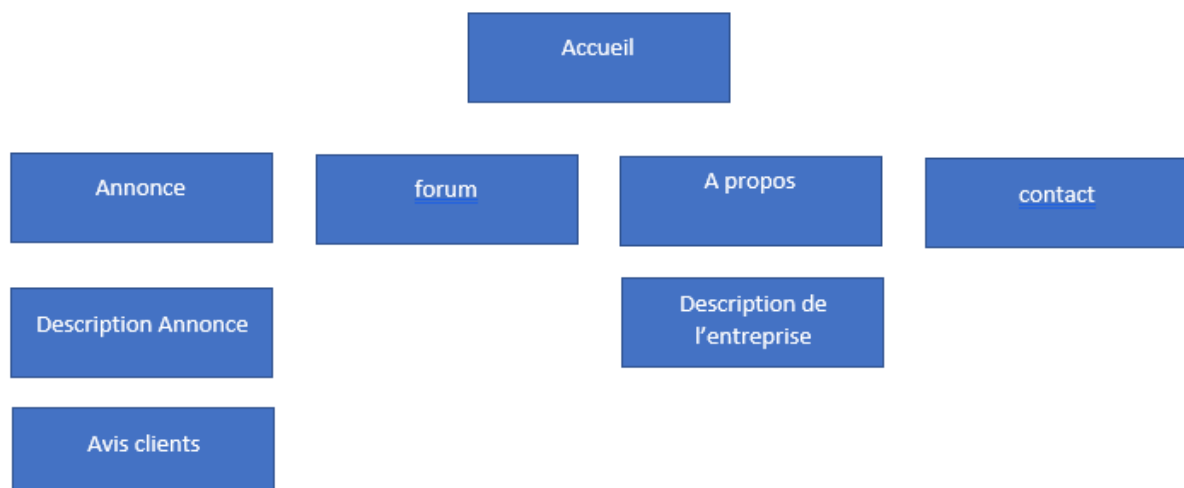 Accueil
Annonce
forum
A propos
contact
Description Annonce
Description de
l’entreprise
Avis clients